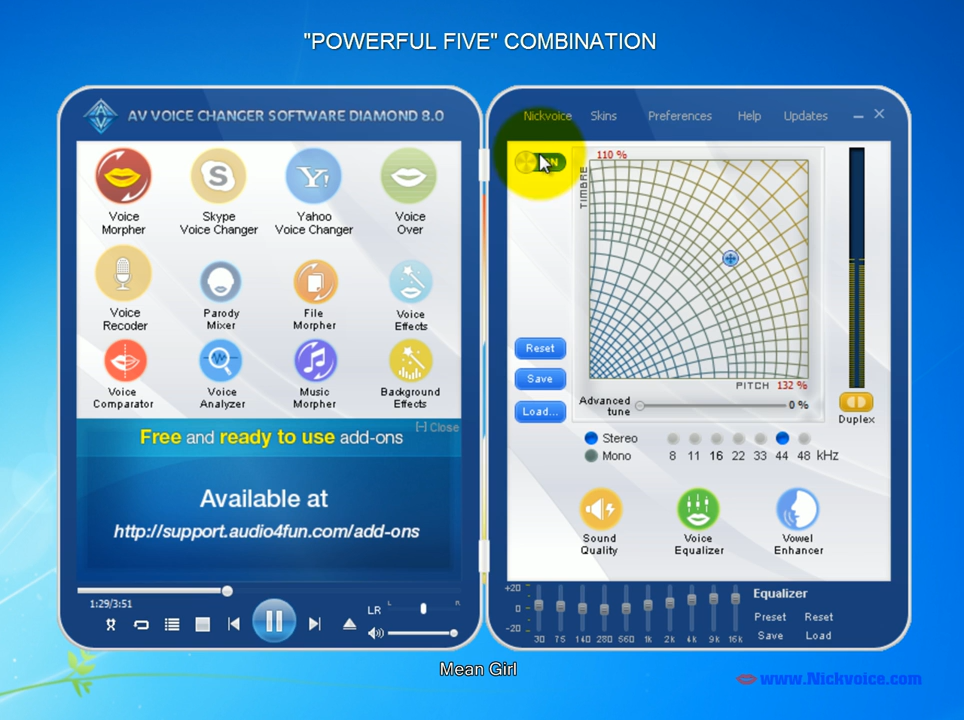 "POWERFUL FIVE" COMBINATION
AV VOICE CHANGER SOFTWARE DIAMOND 8.0
Nickvoice Skins Preferences Help Updates
Voice Morpher
Skype Voice Changer
Yahoo Voice Changer
Voice Over
Voice Recoder
Parody Mixer
File Morpher
Voice Effects
Voice Comparator
Voice Analyzer
Music Morpher
Background Effects
[-] Close
Free and ready to use add-ons
Available at
http://support.audio4fun.com/add-ons
1:29/3:51
LR
L R
110 %
TIMBRE
PITCH 132 %
Reset
Save
Load...
Advanced tune 0 %
Duplex
Stereo
Mono
8 11 16 22 33 44 48 kHz
Sound Quality
Voice Equalizer
Vowel Enhancer
+20
0
-20
30 75 140 280 560 1k 2k 4k 9k 16k
Equalizer
Preset Reset
Save Load
Mean Girl
www.Nickvoice.com